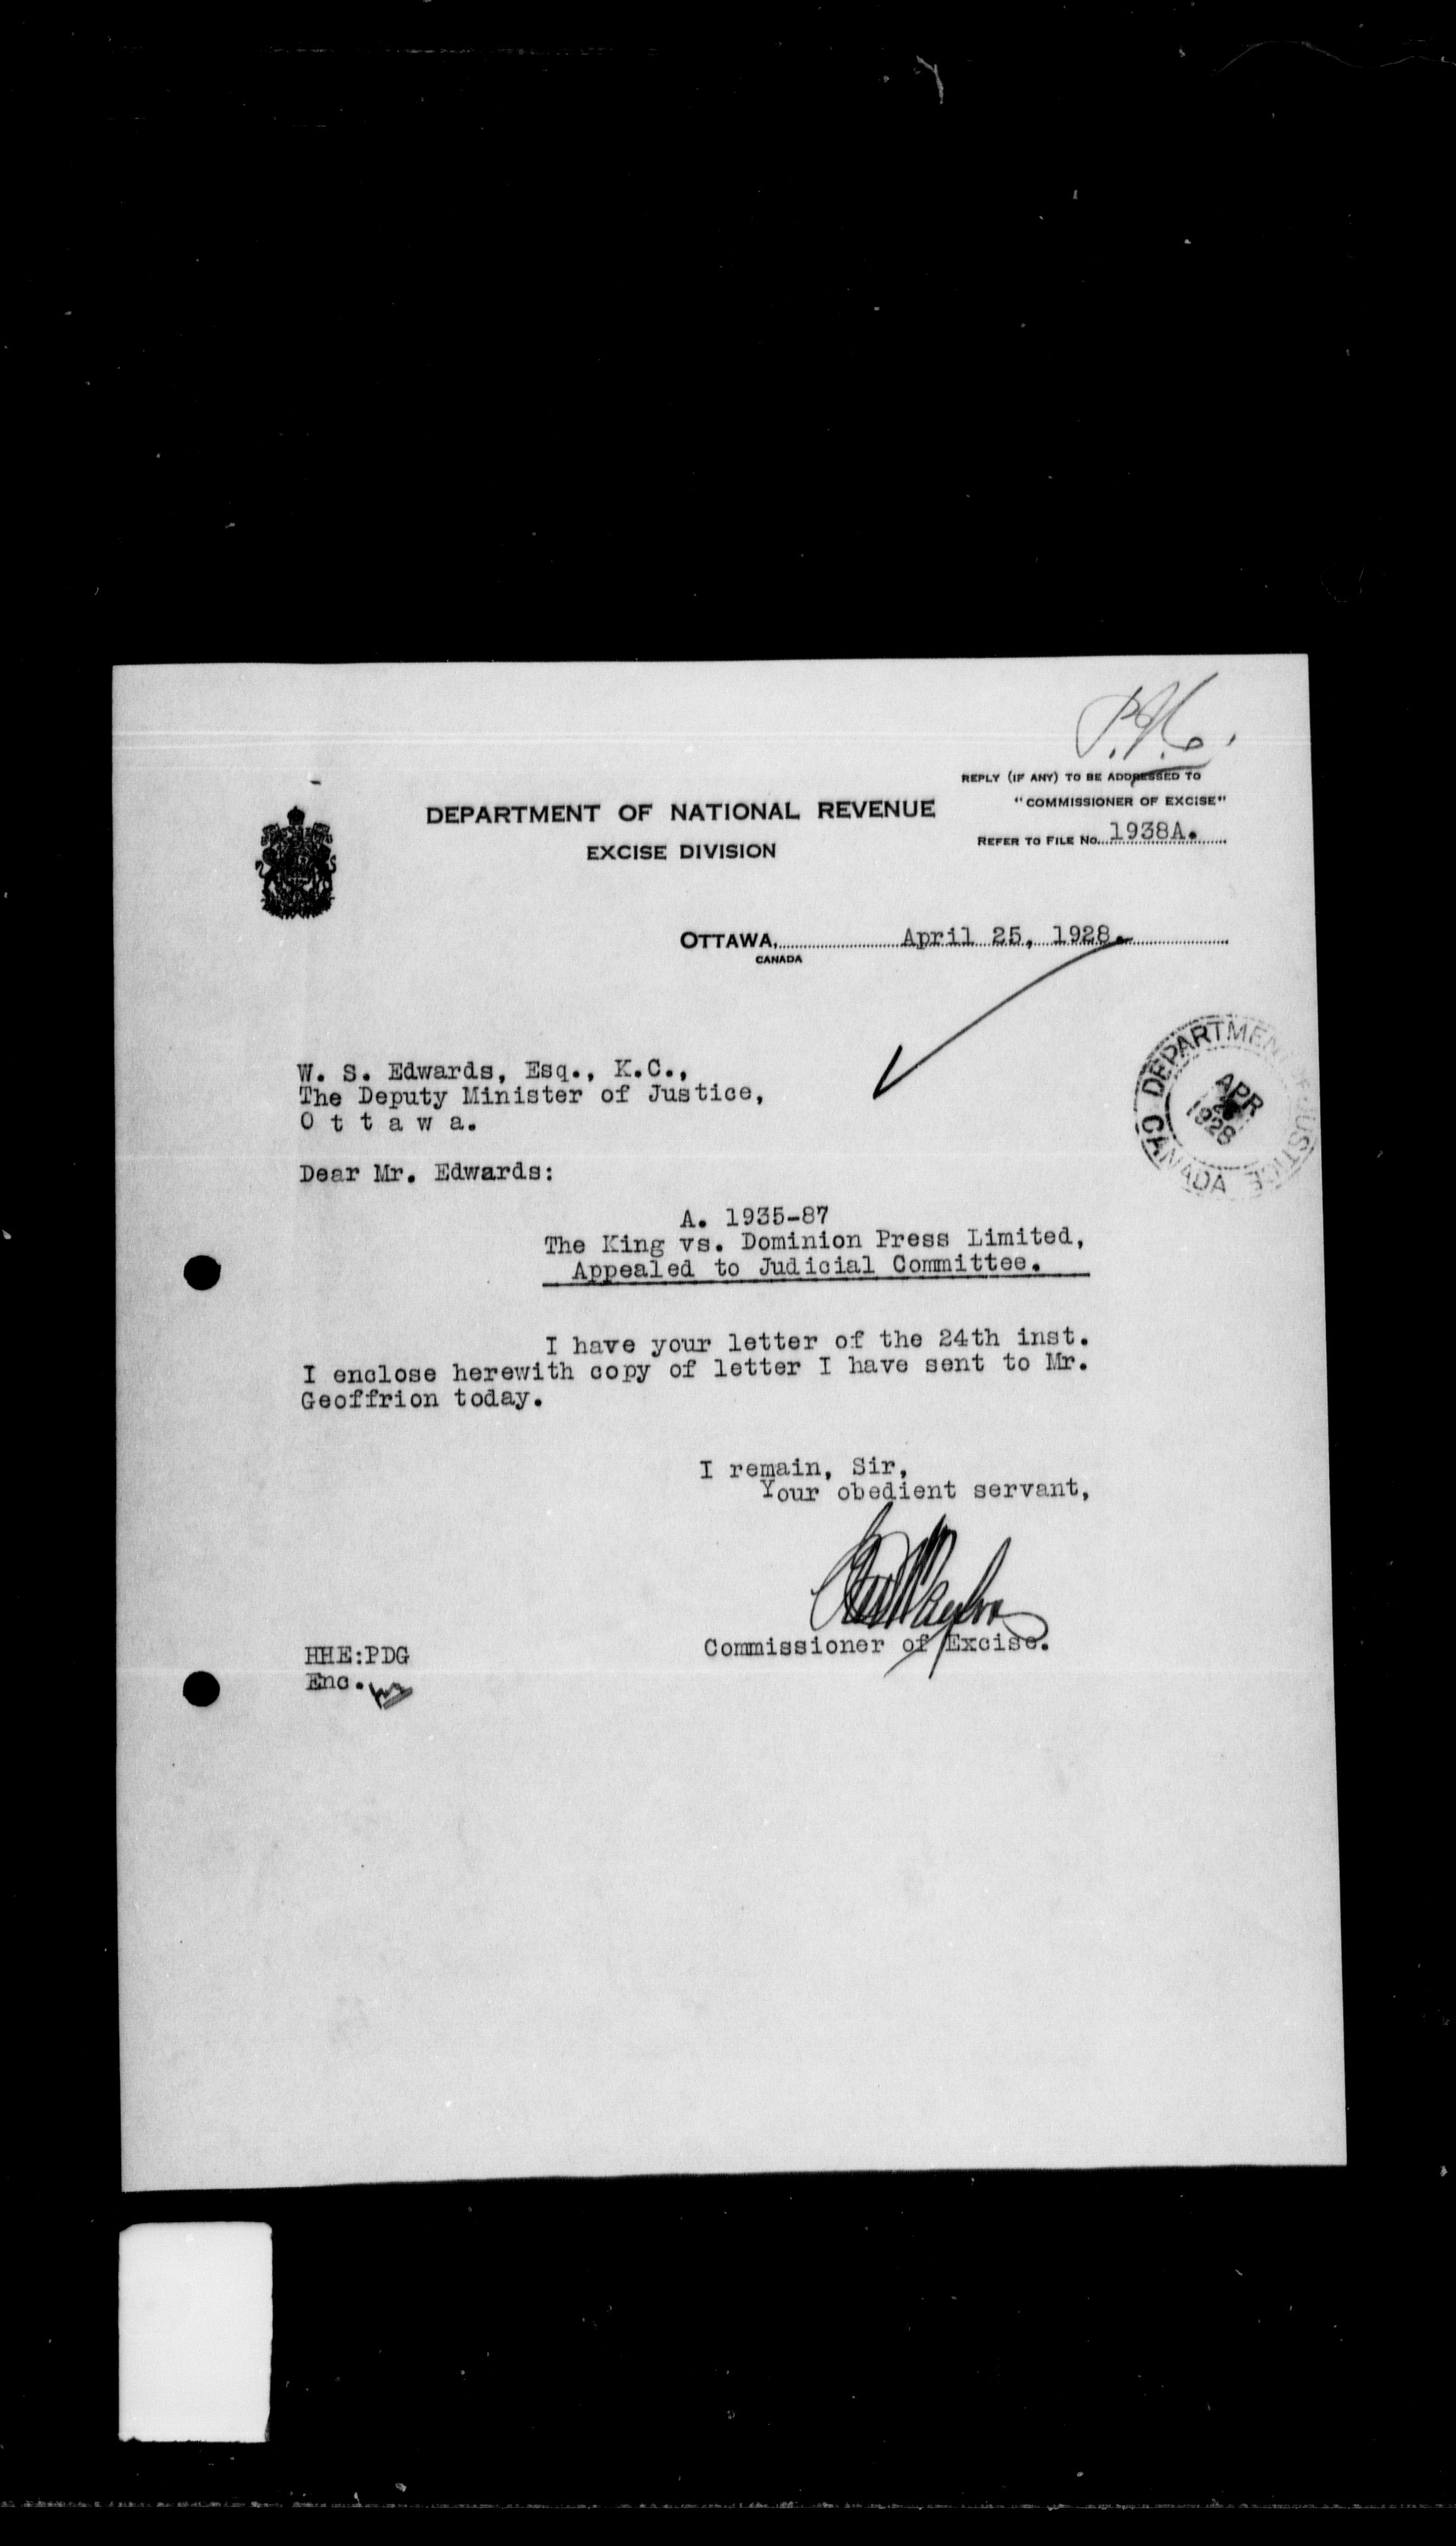 REPLY (IF ANY) TO BE ADDRESSED TO
"COMMISSIONER OF EXCISE"
REFER TO FILE No. 1938A.
DEPARTMENT OF NATIONAL REVENUE
EXCISE DIVISION
OTTAWA, April 25, 1928.
CANADA
DEPARTMENT OF JUSTICE
CANADA
APR
1928
W. S. Edwards, Esq., K.C.,
The Deputy Minister of Justice,
O t t a w a.
Dear Mr. Edwards:
A. 1935-87
The King vs. Dominion Press Limited,
Appealed to Judicial Committee.
I have your letter of the 24th inst.
I enclose herewith copy of letter I have sent to Mr.
Geoffrion today.
I remain, Sir,
Your obedient servant,
Commissioner of Excise.
HHE:PDG
Enc.